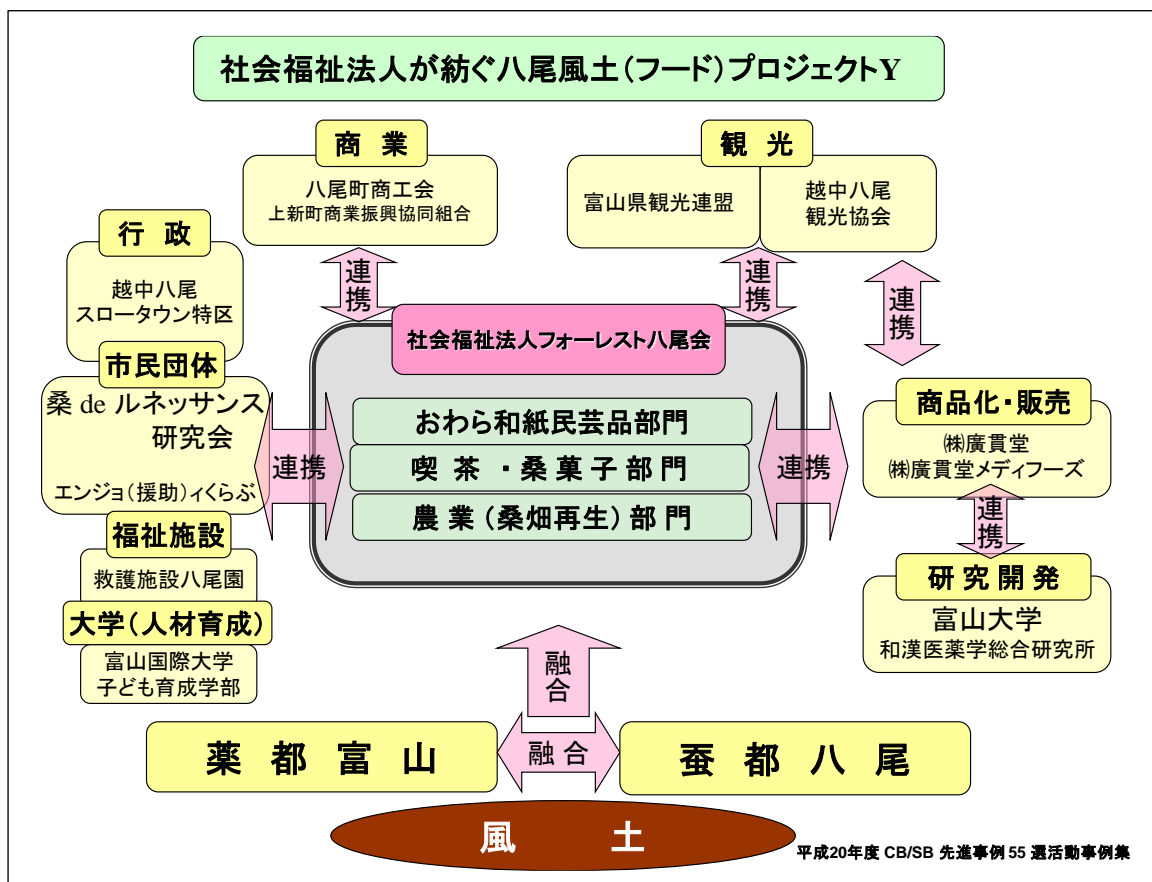 社会福祉法人が紡ぐ八尾風土(フード)プロジェクトY
商 業
八尾町商工会
上新町商業振興協同組合
観 光
富山県観光連盟
越中八尾
観光協会
行 政
越中八尾
スロータウン特区
連携
連携
連携
社会福祉法人フォーレスト八尾会
市民団体
桑 de ルネッサンス
研究会
エンジョ(援助)ィくらぶ
連携
おわら和紙民芸品部門
喫 茶 ・桑 菓 子 部 門
農 業 (桑畑再生) 部 門
連携
商品化・販売
㈱廣貫堂
㈱廣貫堂メディフーズ
連携
福祉施設
救護施設八尾園
大学(人材育成)
富山国際大学
子ども育成学部
研 究 開 発
富山大学
和漢医薬学総合研究所
融合
薬 都 富 山
融 合
蚕 都 八 尾
風 土
平成20年度 CB/SB 先進事例 55 選活動事例集